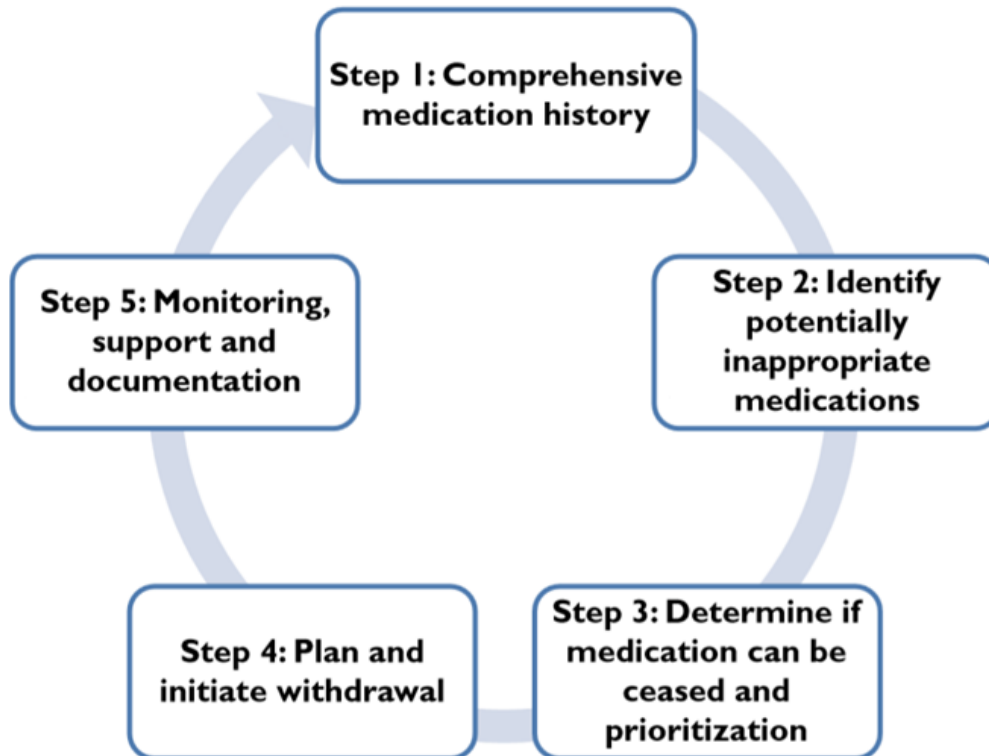 Step 1: Comprehensive
medication history
Step 2: Identify
potentially
inappropriate
medications
Step 3: Determine if
medication can be
ceased and
prioritization
Step 4: Plan and
initiate withdrawal
Step 5: Monitoring,
support and
documentation